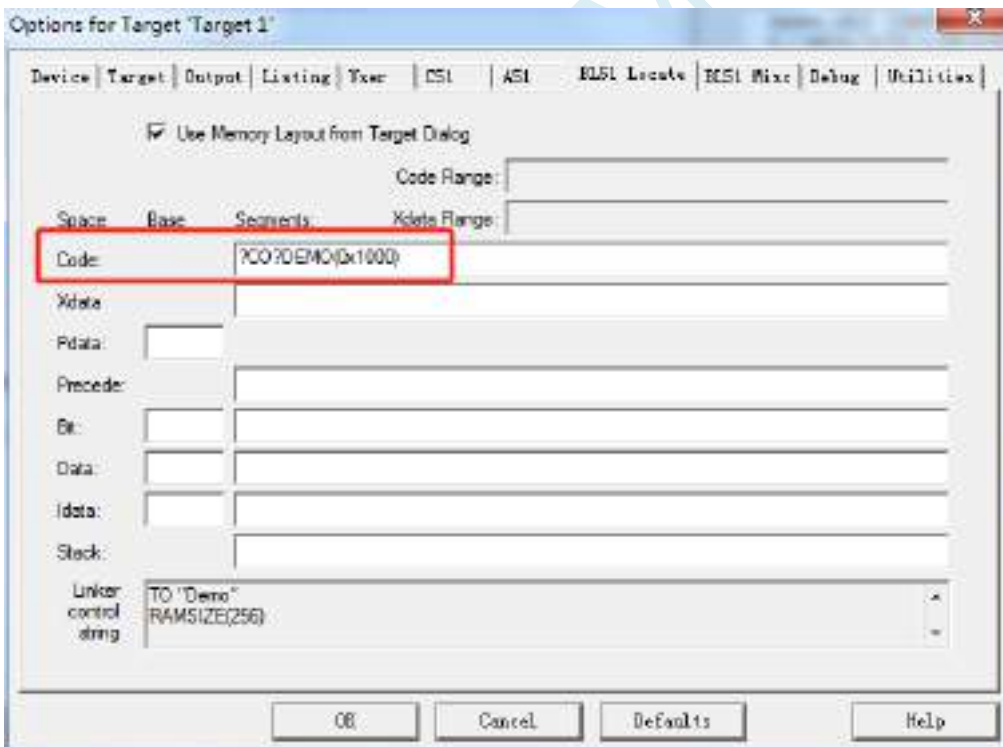 Options for Target 'Target 1'
Device Target Output Listing User C51 A51 BL51 Locate BL51 Misc Debug Utilities
Use Memory Layout from Target Dialog
Code Range:
Space Base Segments: Xdata Range:
Code: ?CO?DEMO(0x1000)
Xdata
Pdata:
Precede:
Bit:
Data:
Idata:
Stack:
Linker control string
TO "Demo"
RAMSIZE(256)
OK Cancel Defaults Help